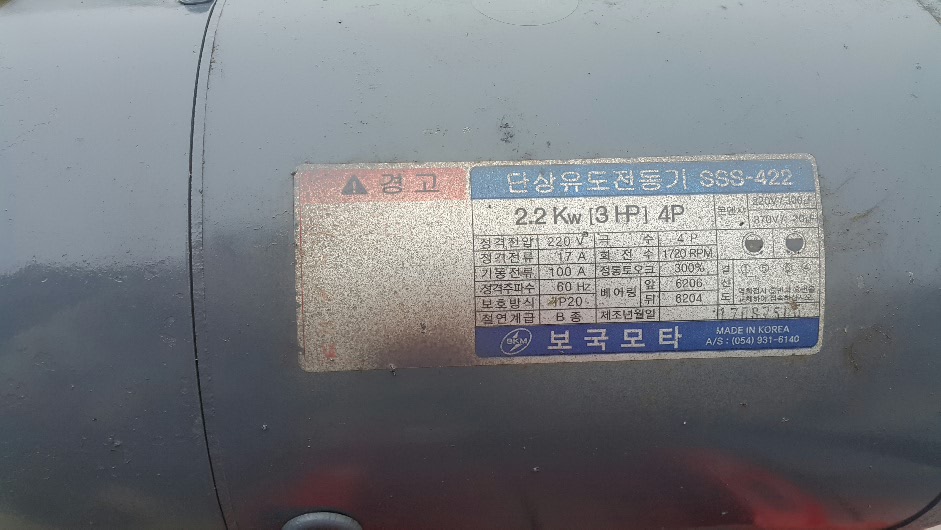 경고
단상유도전동기 SSS-422
2.2 Kw [3 HP] 4P
정격전압 220 V 극 수 4 P
정격전류 17 A 회 전 수 1720 RPM
기동전류 100 A 정동토오크 300%
정격주파수 60 Hz 베어링 앞 6206
보호방식 IP20 뒤 6204
절연계급 B 종 제조년월일
결선도
BKM 보국모타
MADE IN KOREA
A/S : (054) 931-6140